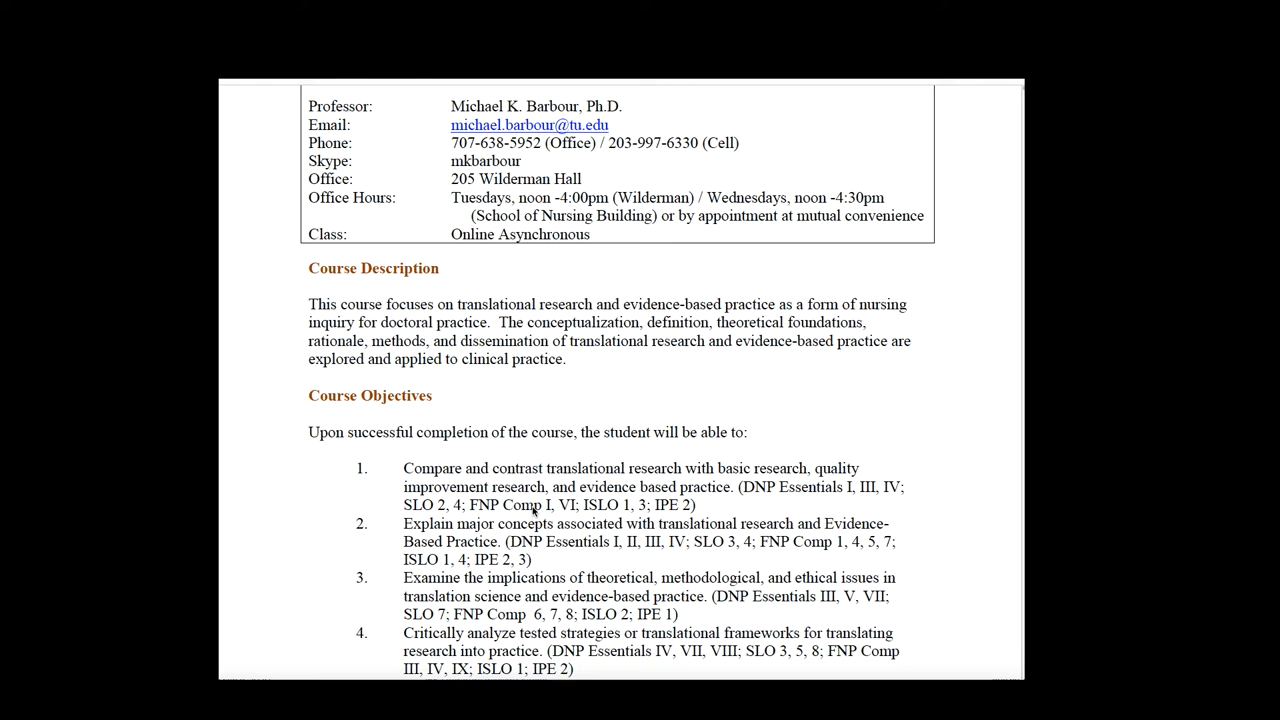 Professor: Michael K. Barbour, Ph.D.
Email: michael.barbour@tu.edu
Phone: 707-638-5952 (Office) / 203-997-6330 (Cell)
Skype: mkbarbour
Office: 205 Wilderman Hall
Office Hours: Tuesdays, noon -4:00pm (Wilderman) / Wednesdays, noon -4:30pm
(School of Nursing Building) or by appointment at mutual convenience
Class: Online Asynchronous
Course Description
This course focuses on translational research and evidence-based practice as a form of nursing
inquiry for doctoral practice.  The conceptualization, definition, theoretical foundations,
rationale, methods, and dissemination of translational research and evidence-based practice are
explored and applied to clinical practice.
Course Objectives
Upon successful completion of the course, the student will be able to:
1. Compare and contrast translational research with basic research, quality
improvement research, and evidence based practice. (DNP Essentials I, III, IV;
SLO 2, 4; FNP Comp I, VI; ISLO 1, 3; IPE 2)
2. Explain major concepts associated with translational research and Evidence-
Based Practice. (DNP Essentials I, II, III, IV; SLO 3, 4; FNP Comp 1, 4, 5, 7;
ISLO 1, 4; IPE 2, 3)
3. Examine the implications of theoretical, methodological, and ethical issues in
translation science and evidence-based practice. (DNP Essentials III, V, VII;
SLO 7; FNP Comp  6, 7, 8; ISLO 2; IPE 1)
4. Critically analyze tested strategies or translational frameworks for translating
research into practice. (DNP Essentials IV, VII, VIII; SLO 3, 5, 8; FNP Comp
III, IV, IX; ISLO 1; IPE 2)